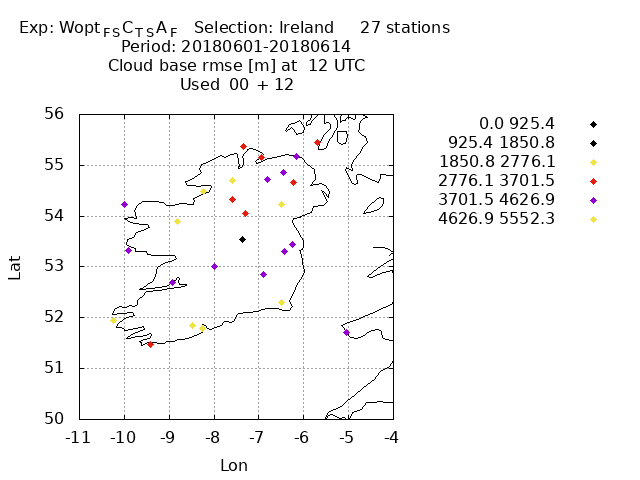 Exp: Wopt FS C TS A F Selection: Ireland 27 stations
Period: 20180601-20180614
Cloud base rmse [m] at 12 UTC
Used 00 + 12
0.0 925.4
925.4 1850.8
1850.8 2776.1
2776.1 3701.5
3701.5 4626.9
4626.9 5552.3
Lat
56
55
54
53
52
51
50
-11 -10 -9 -8 -7 -6 -5 -4
Lon